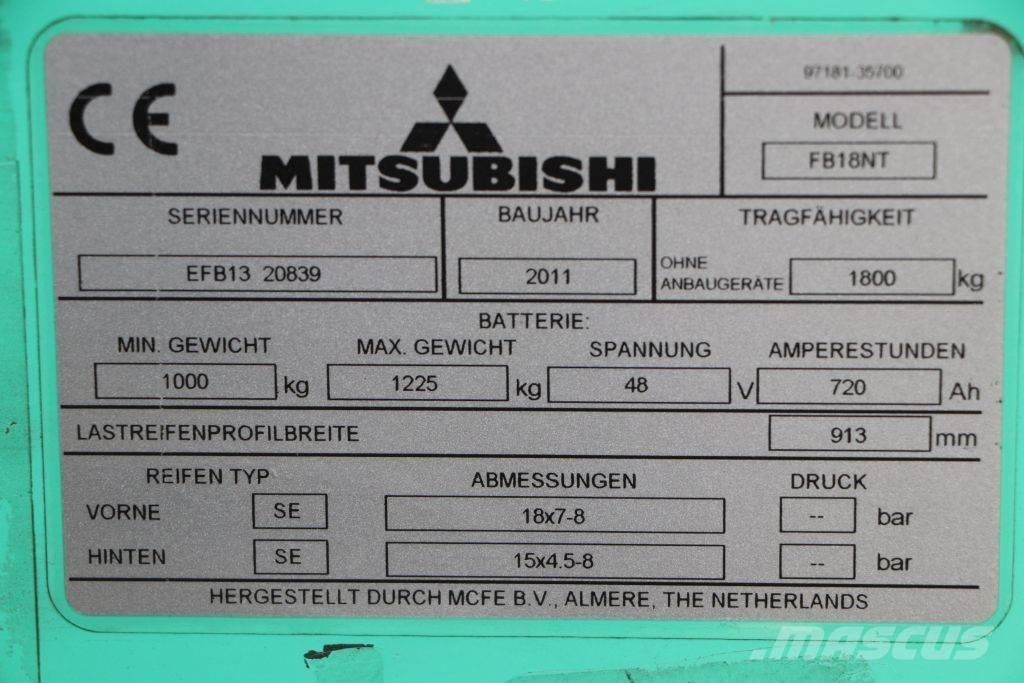 CE
MITSUBISHI
97181-35700
MODELL
FB18NT
SERIENNUMMER
EFB13 20839
BAUJAHR
2011
TRAGFÄHIGKEIT
OHNE
ANBAUGERÄTE 1800 kg
BATTERIE:
MIN. GEWICHT MAX. GEWICHT SPANNUNG AMPERESTUNDEN
1000 kg 1225 kg 48 V 720 Ah
LASTREIFENPROFILBREITE 913 mm
REIFEN TYP ABMESSUNGEN DRUCK
VORNE SE 18x7-8 -- bar
HINTEN SE 15x4.5-8 -- bar
HERGESTELLT DURCH MCFE B.V., ALMERE, THE NETHERLANDS
mascus